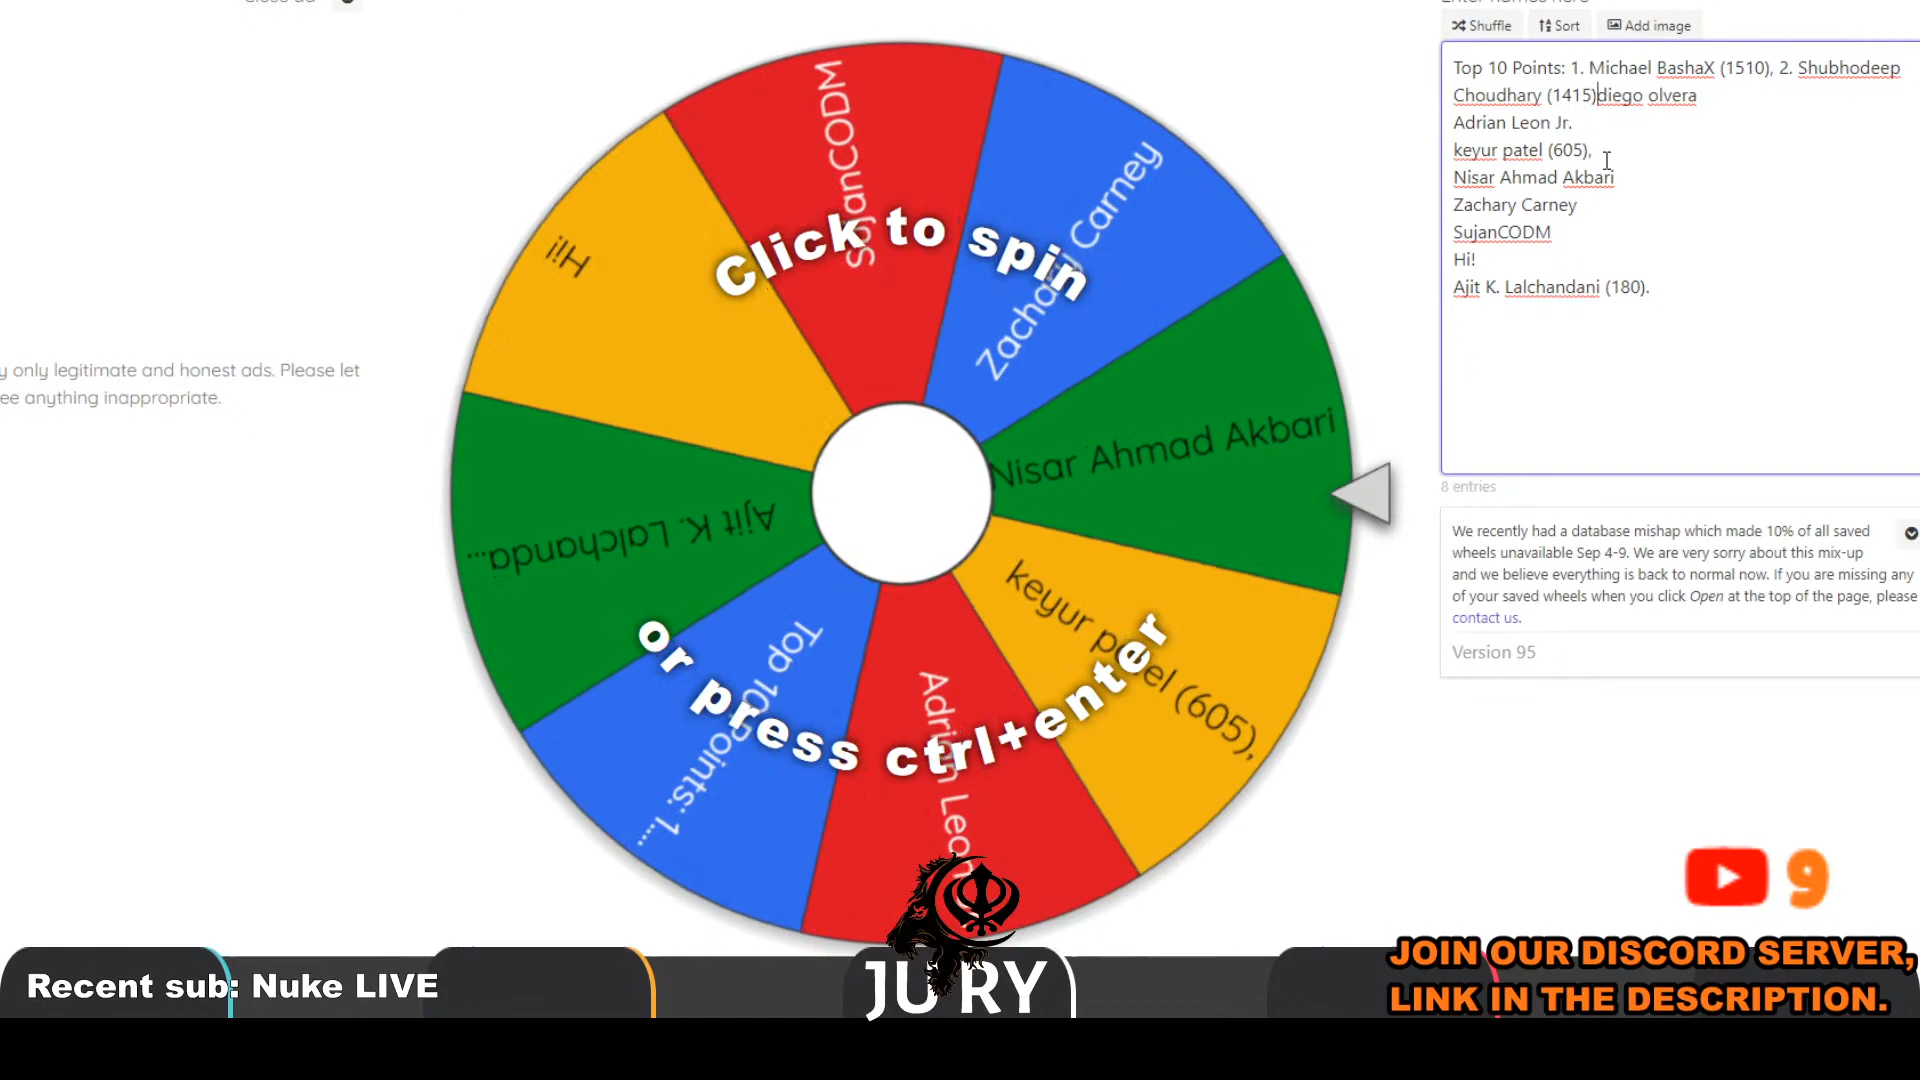 Shuffle
Sort
Add image
Top 10 Points: 1. Michael BashaX (1510), 2. Shubhodeep
Choudhary (1415)diego olvera
Adrian Leon Jr.
keyur patel (605),
Nisar Ahmad Akbari
Zachary Carney
SujanCODM
Hi!
Ajit K. Lalchandani (180).
8 entries
We recently had a database mishap which made 10% of all saved
wheels unavailable Sep 4-9. We are very sorry about this mix-up
and we believe everything is back to normal now. If you are missing any
of your saved wheels when you click Open at the top of the page, please
contact us.
Version 95
y only legitimate and honest ads. Please let
ee anything inappropriate.
SujanCODM
Zachary Carney
Nisar Ahmad Akbari
keyur patel (605),
Adrian Leon
Top 10 Points: 1...
Ajit K. Lalchanda...
Hi!
Click to spin
or press ctrl+enter
9
JOIN OUR DISCORD SERVER,
LINK IN THE DESCRIPTION.
Recent sub: Nuke LIVE
JURY